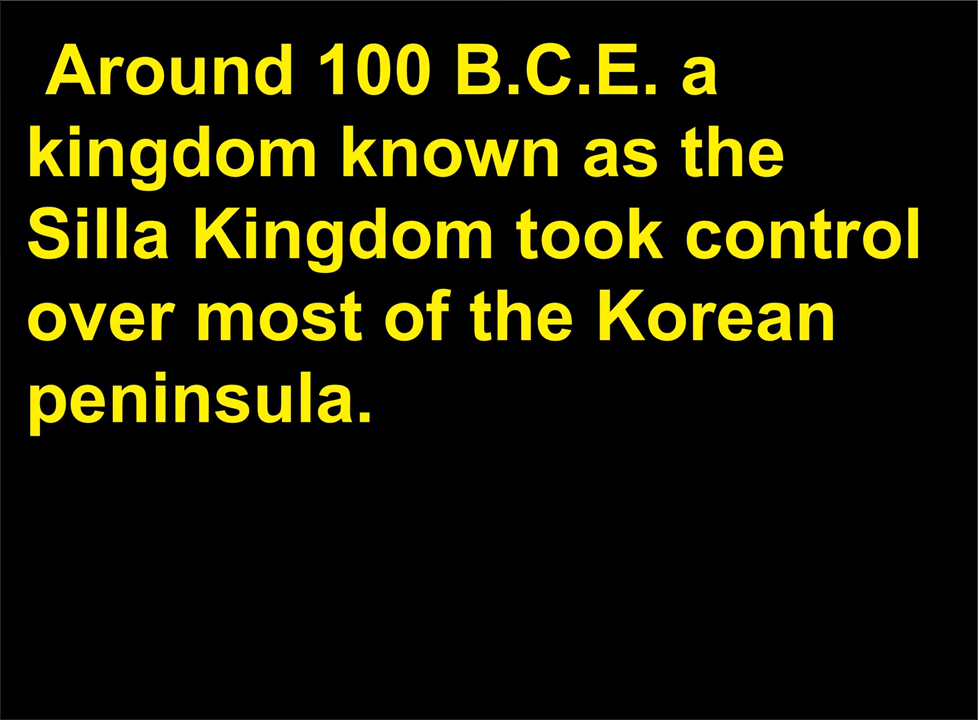 Around 100 B.C.E. a
kingdom known as the
Silla Kingdom took control
over most of the Korean
peninsula.